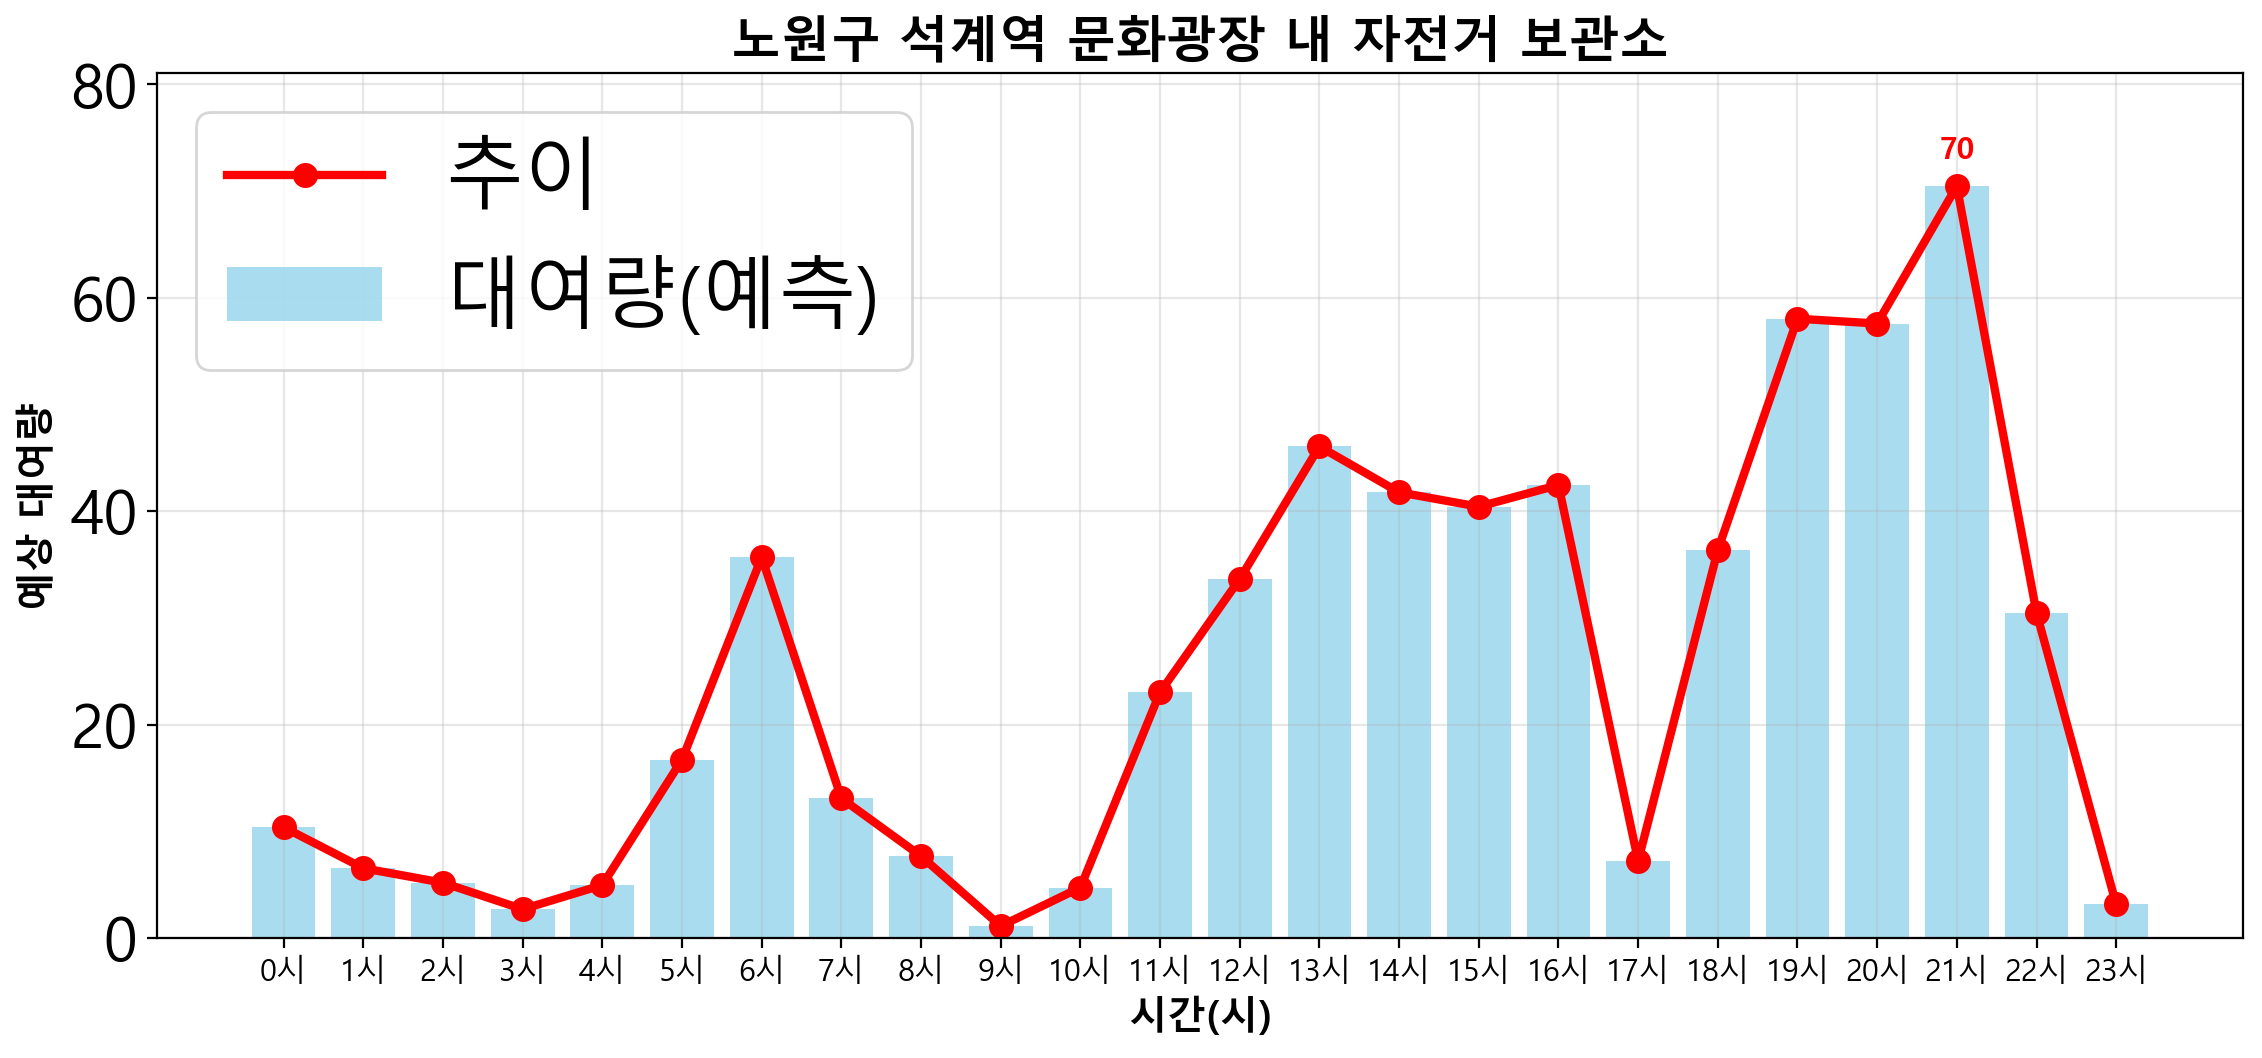 노원구 석계역 문화광장 내 자전거 보관소
80
60
40
20
0
예상 대여량
추이
대여량(예측)
70
0시 1시 2시 3시 4시 5시 6시 7시 8시 9시 10시 11시 12시 13시 14시 15시 16시 17시 18시 19시 20시 21시 22시 23시
시간(시)